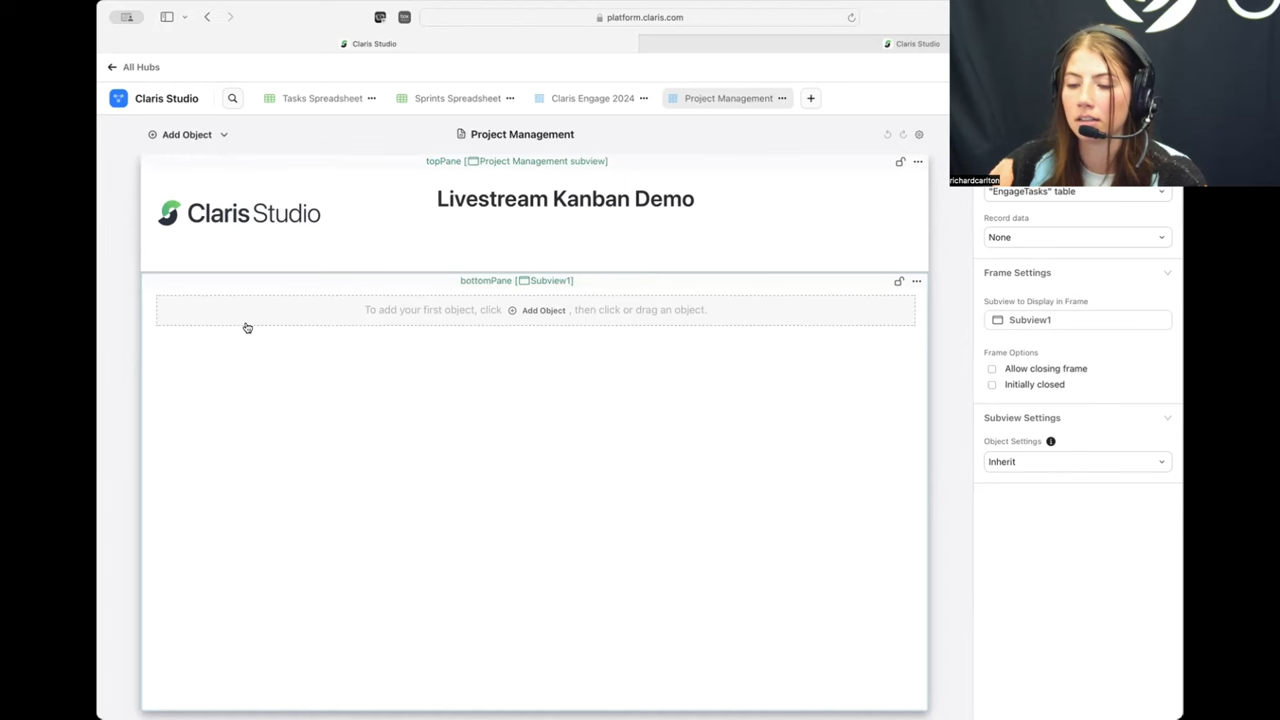 platform.claris.com
Claris Studio
Claris Studio
All Hubs
Claris Studio
Tasks Spreadsheet
Sprints Spreadsheet
Claris Engage 2024
Project Management
Add Object
Project Management
topPane [Project Management subview]
Claris Studio
Livestream Kanban Demo
bottomPane [Subview1]
To add your first object, click Add Object , then click or drag an object.
richardcarlton
"EngageTasks" table
Record data
None
Frame Settings
Subview to Display in Frame
Subview1
Frame Options
Allow closing frame
Initially closed
Subview Settings
Object Settings
Inherit